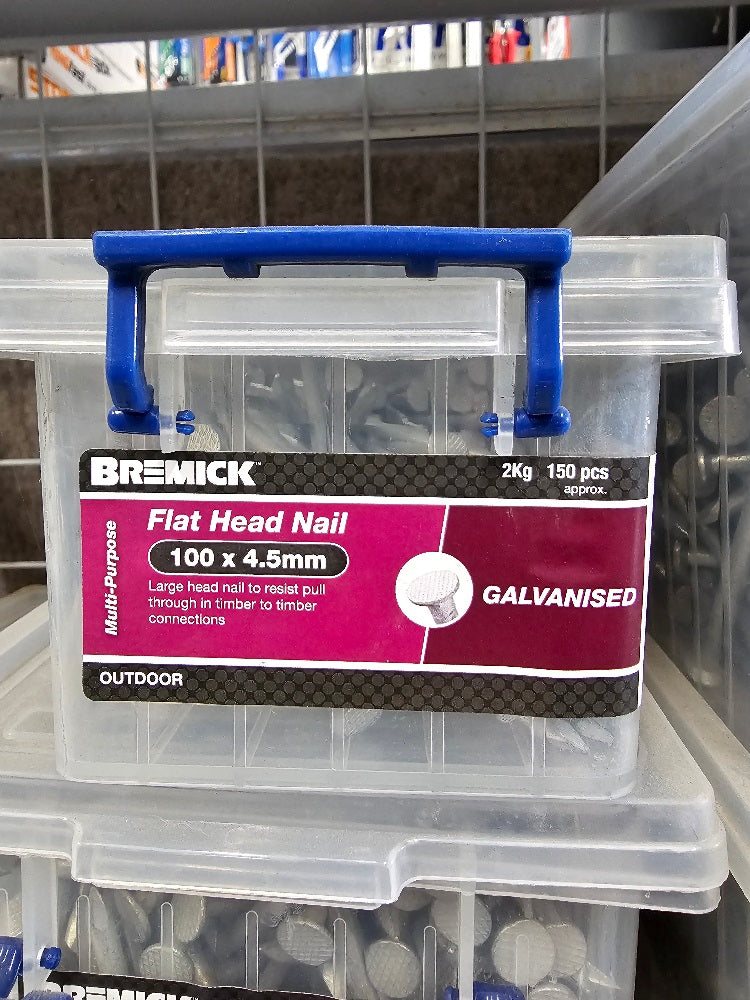 BREMICK™
2Kg 150 pcs
approx.
Multi-Purpose
Flat Head Nail
100 x 4.5mm
Large head nail to resist pull
through in timber to timber
connections
GALVANISED
OUTDOOR
BREMICK